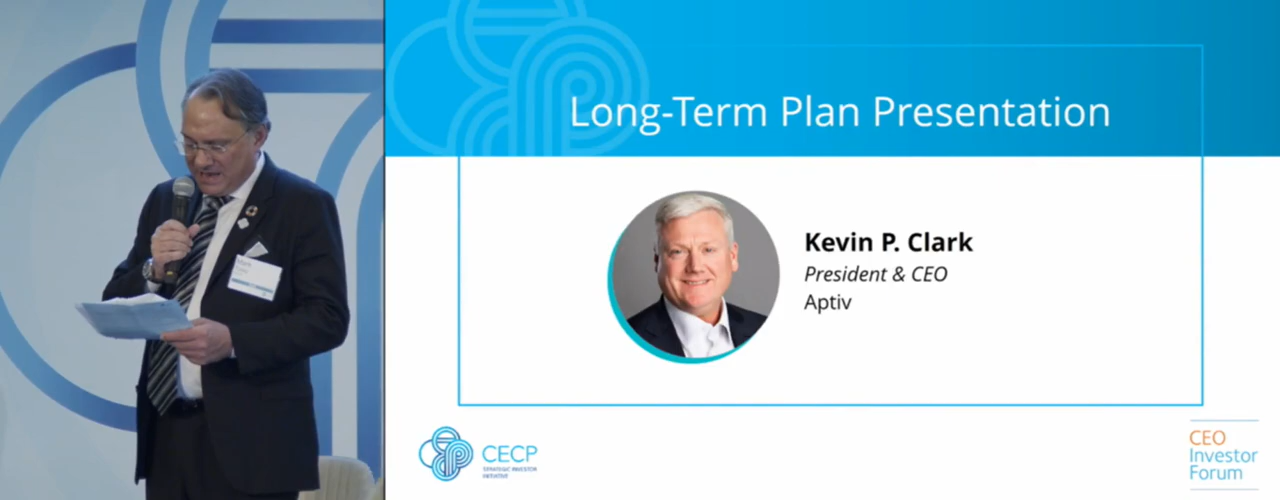 Long-Term Plan Presentation
Kevin P. Clark
President & CEO
Aptiv
CECP
STRATEGIC INVESTOR
INITIATIVE
CEO
Investor
Forum